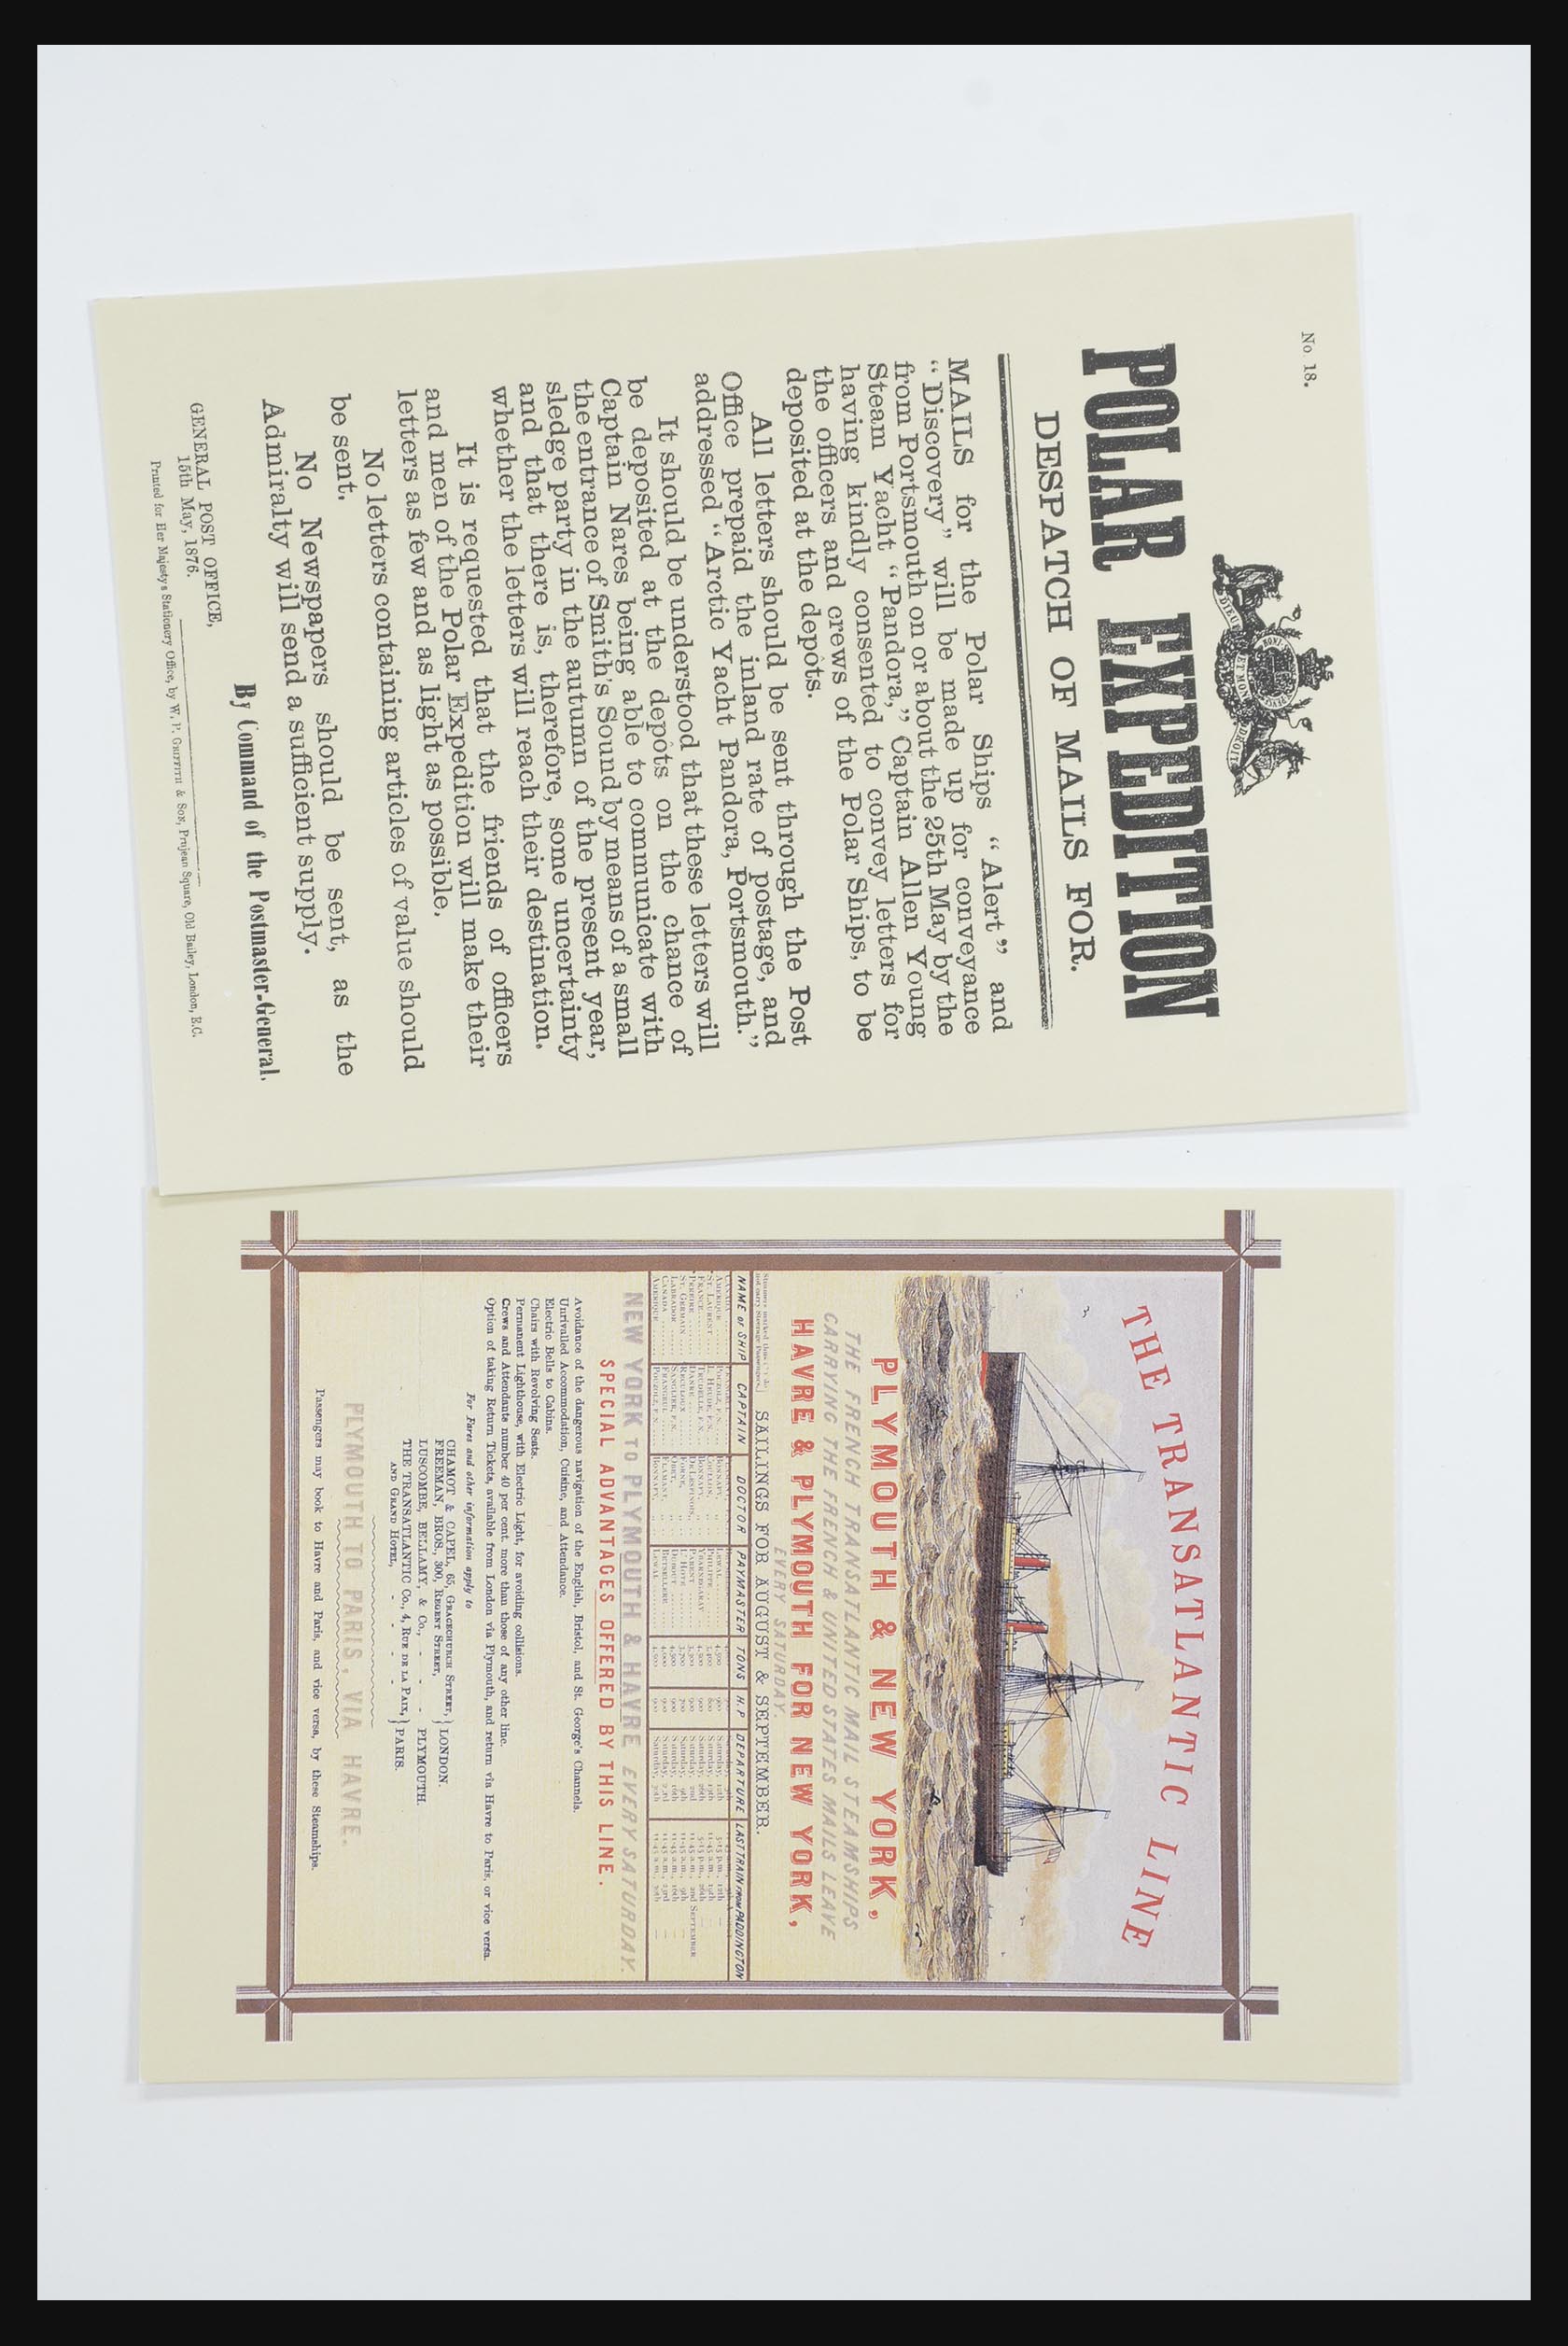 No. 18.
POLAR EXPEDITION
DESPATCH OF MAILS FOR.
MAILS for the Polar Ships "Alert" and
"Discovery" will be made up for conveyance
from Portsmouth on or about the 25th May by the
Steam Yacht "Pandora," Captain Allen Young
having kindly consented to convey letters for
the officers and crews of the Polar Ships, to be
deposited at the depôts.
All letters should be sent through the Post
Office prepaid the inland rate of postage, and
addressed "Arctic Yacht Pandora, Portsmouth."
It should be understood that these letters will
be deposited at the depôts on the chance of
Captain Nares being able to communicate with
the entrance of Smith's Sound by means of a small
sledge party in the autumn of the present year,
and that there is, therefore, some uncertainty
whether the letters will reach their destination.
It is requested that the friends of officers
and men of the Polar Expedition will make their
letters as few and as light as possible.
No letters containing articles of value should
be sent.
No Newspapers should be sent, as the
Admiralty will send a sufficient supply.
By Command of the Postmaster-General.
GENERAL POST OFFICE,
15th May, 1876.
Printed for Her Majesty's Stationery Office, by W. P. Griffith & Son, Prujean Square, Old Bailey, London, E.C.
THE TRANSATLANTIC LINE
PLYMOUTH & NEW YORK,
THE FRENCH TRANSATLANTIC MAIL STEAMSHIPS
CARRYING THE FRENCH & UNITED STATES MAILS LEAVE
HAVRE & PLYMOUTH FOR NEW YORK,
EVERY SATURDAY.
SAILINGS FOR AUGUST & SEPTEMBER.
NAME OF SHIP CAPTAIN DOCTOR PAYMASTER TONS H.P DEPARTURE LAST TRAIN FROM PADDINGTON
NEW YORK TO PLYMOUTH & HAVRE EVERY SATURDAY.
SPECIAL ADVANTAGES OFFERED BY THIS LINE.
Avoidance of the dangerous navigation of the English, Bristol, and St. George's Channels.
Unrivalled Accommodation, Cuisine, and Attendance.
Electric Bells to Cabins.
Chairs with Revolving Seats.
Permanent Lighthouse, with Electric Light, for avoiding collisions.
Crews and Attendants number 40 per cent. more than those of any other line.
Option of taking Return Tickets, available from London via Plymouth, and return via Havre to Paris, or vice versa.
For Fares and other information apply to
CHAMOT & CAPEL, 65, Gracechurch Street, } LONDON.
FREEMAN, BROS., 300, Regent Street,
LUSCOMBE, BELLAMY, & Co., - - PLYMOUTH.
THE TRANSATLANTIC Co., 4, Rue de la Paix, } PARIS.
and Grand Hotel, - - -
PLYMOUTH TO PARIS, VIA HAVRE.
Passengers may book to Havre and Paris, and vice versa, by these Steamships.